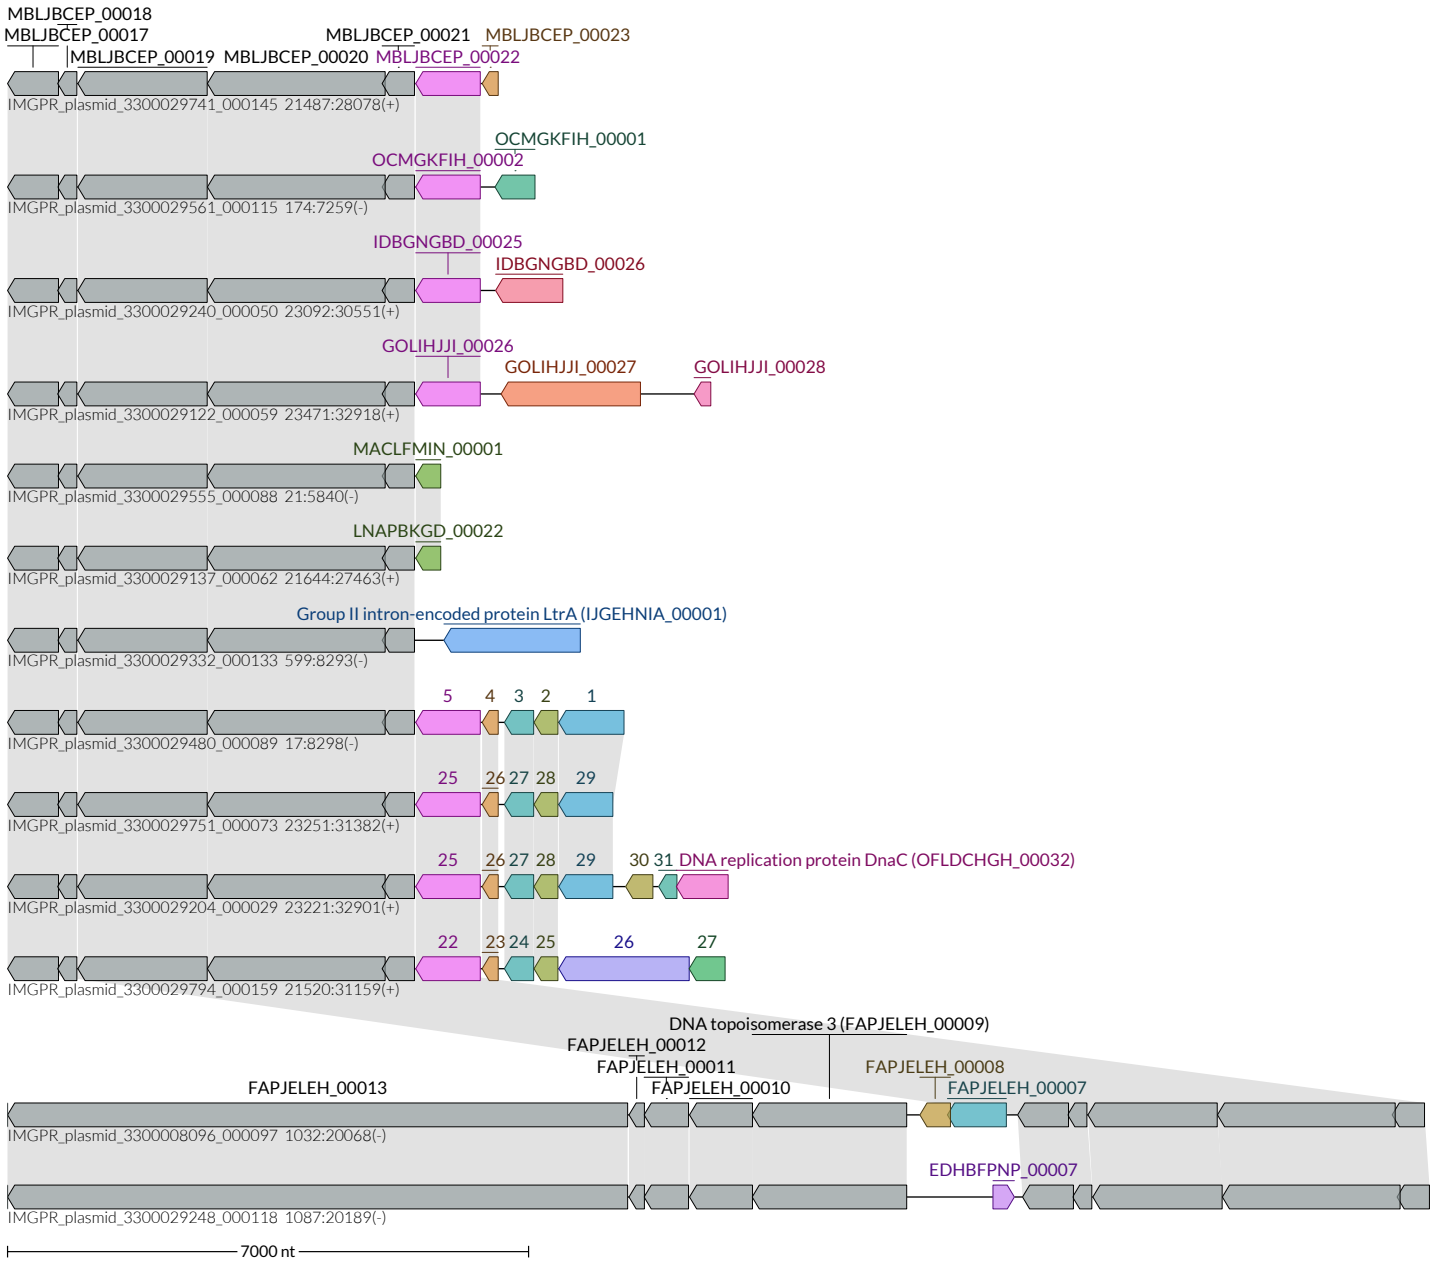 MBLJBCEP_00018
MBLJBCEP_00017 MBLJBCEP_00021 MBLJBCEP_00023
MBLJBCEP_00019 MBLJBCEP_00020 MBLJBCEP_00022
IMGPR_plasmid_3300029741_000145 21487:28078(+)
OCMGKFIH_00001
OCMGKFIH_00002
IMGPR_plasmid_3300029561_000115 174:7259(-)
IDBGNGBD_00025
IDBGNGBD_00026
IMGPR_plasmid_3300029240_000050 23092:30551(+)
GOLIHJJI_00026
GOLIHJJI_00027 GOLIHJJI_00028
IMGPR_plasmid_3300029122_000059 23471:32918(+)
MACLFMIN_00001
IMGPR_plasmid_3300029555_000088 21:5840(-)
LNAPBKGD_00022
IMGPR_plasmid_3300029137_000062 21644:27463(+)
Group II intron-encoded protein LtrA (IJGEHNIA_00001)
IMGPR_plasmid_3300029332_000133 599:8293(-)
5 4 3 2 1
IMGPR_plasmid_3300029480_000089 17:8298(-)
25 26 27 28 29
IMGPR_plasmid_3300029751_000073 23251:31382(+)
25 26 27 28 29 30 31 DNA replication protein DnaC (OFLDCHGH_00032)
IMGPR_plasmid_3300029204_000029 23221:32901(+)
22 23 24 25 26 27
IMGPR_plasmid_3300029794_000159 21520:31159(+)
DNA topoisomerase 3 (FAPJELEH_00009)
FAPJELEH_00012
FAPJELEH_00011 FAPJELEH_00008
FAPJELEH_00013 FAPJELEH_00010 FAPJELEH_00007
IMGPR_plasmid_3300008096_000097 1032:20068(-)
EDHBFPNP_00007
IMGPR_plasmid_3300029248_000118 1087:20189(-)
7000 nt